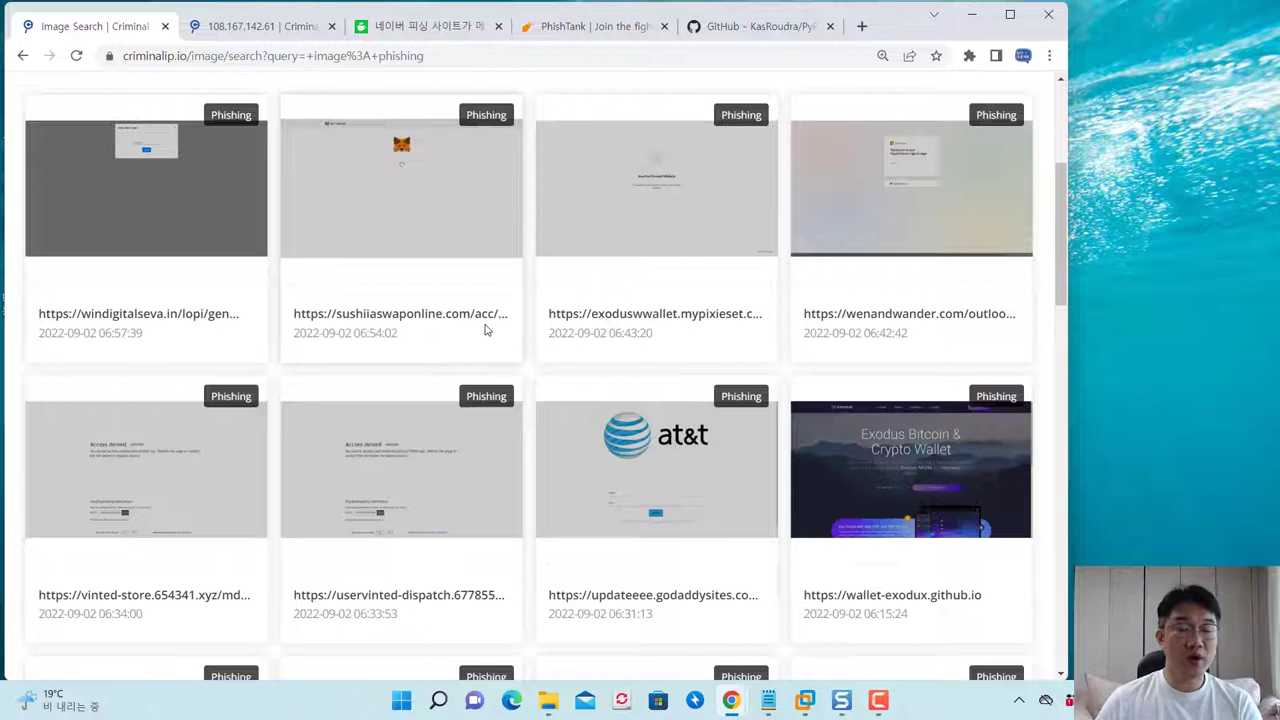 Image Search | Criminal
108.167.142.61 | Crimina
네이버 피싱 사이트가 메
PhishTank | Join the figh
GitHub - KasRoudra/PyP
criminalip.io/image/search?query=+image%3A+phishing
Phishing
Phishing
Phishing
Phishing
https://windigitalseva.in/lopi/gen...
2022-09-02 06:57:39
https://sushiiaswaponline.com/acc/...
2022-09-02 06:54:02
https://exoduswwallet.mypixieset.c...
2022-09-02 06:43:20
https://wenandwander.com/outloo...
2022-09-02 06:42:42
Phishing
Phishing
Phishing
Phishing
Access denied
Access denied
at&t
Exodus Bitcoin &
Crypto Wallet
https://vinted-store.654341.xyz/md...
2022-09-02 06:34:00
https://uservinted-dispatch.677855...
2022-09-02 06:33:53
https://updateeee.godaddysites.co...
2022-09-02 06:31:13
https://wallet-exodux.github.io
2022-09-02 06:15:24
Phishing
Phishing
Phishing
Phishing
19°C
비 내리는 중